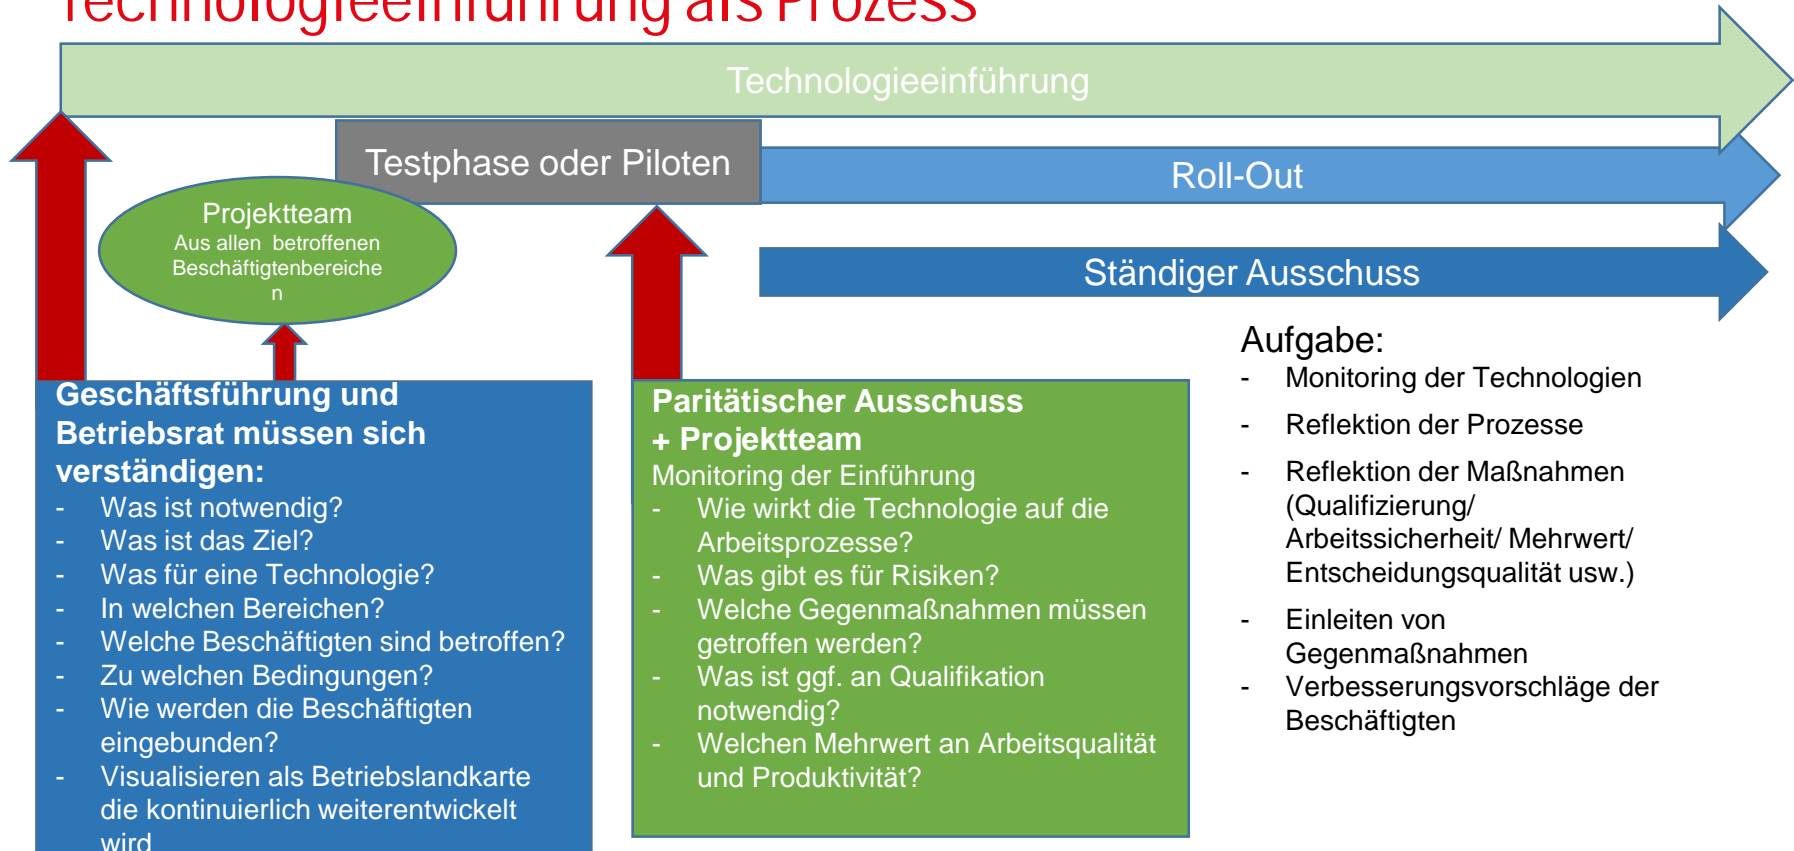 Technologieeinführung als Prozess
Technologieeinführung
Testphase oder Piloten
Roll-Out
Projektteam
Aus allen betroffenen
Beschäftigtenbereiche
n
Ständiger Ausschuss
Geschäftsführung und
Betriebsrat müssen sich
verständigen:
- Was ist notwendig?
- Was ist das Ziel?
- Was für eine Technologie?
- In welchen Bereichen?
- Welche Beschäftigten sind betroffen?
- Zu welchen Bedingungen?
- Wie werden die Beschäftigten
eingebunden?
- Visualisieren als Betriebslandkarte
die kontinuierlich weiterentwickelt
wird
Paritätischer Ausschuss
+ Projektteam
Monitoring der Einführung
- Wie wirkt die Technologie auf die
Arbeitsprozesse?
- Was gibt es für Risiken?
- Welche Gegenmaßnahmen müssen
getroffen werden?
- Was ist ggf. an Qualifikation
notwendig?
- Welchen Mehrwert an Arbeitsqualität
und Produktivität?
Aufgabe:
- Monitoring der Technologien
- Reflektion der Prozesse
- Reflektion der Maßnahmen
(Qualifizierung/
Arbeitssicherheit/ Mehrwert/
Entscheidungsqualität usw.)
- Einleiten von
Gegenmaßnahmen
- Verbesserungsvorschläge der
Beschäftigten